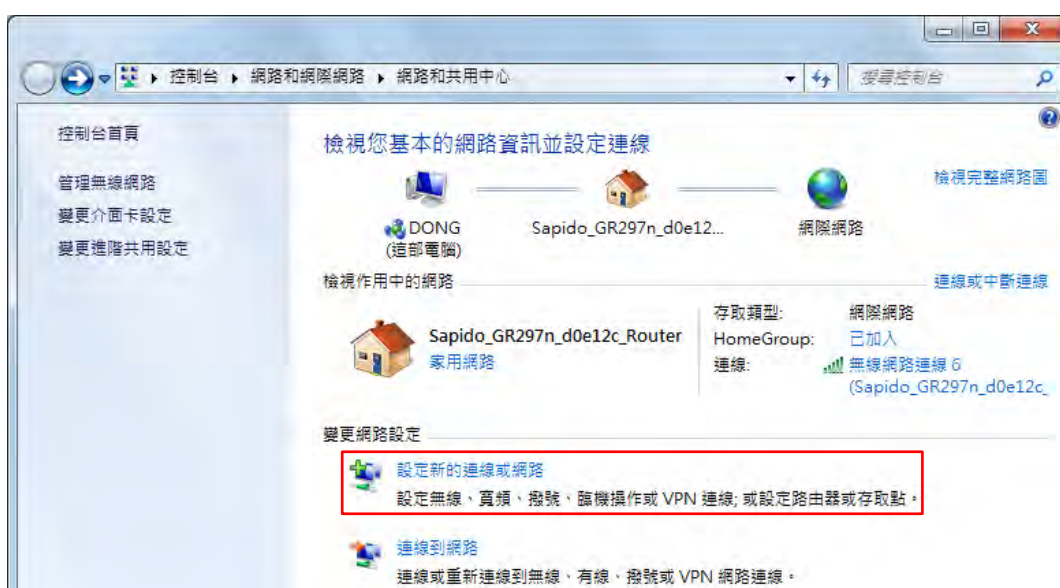 控制台 ▸ 網路和網際網路 ▸ 網路和共用中心
搜尋控制台
控制台首頁
管理無線網路
變更介面卡設定
變更進階共用設定
檢視您基本的網路資訊並設定連線
檢視完整網路圖
DONG
(這部電腦)
Sapido_GR297n_d0e12...
網際網路
檢視作用中的網路
連線或中斷連線
Sapido_GR297n_d0e12c_Router
家用網路
存取類型: 網際網路
HomeGroup: 已加入
連線: 無線網路連線 6
(Sapido_GR297n_d0e12c_
變更網路設定
設定新的連線或網路
設定無線、寬頻、撥號、臨機操作或 VPN 連線; 或設定路由器或存取點。
連線到網路
連線或重新連線到無線、有線、撥號或 VPN 網路連線。